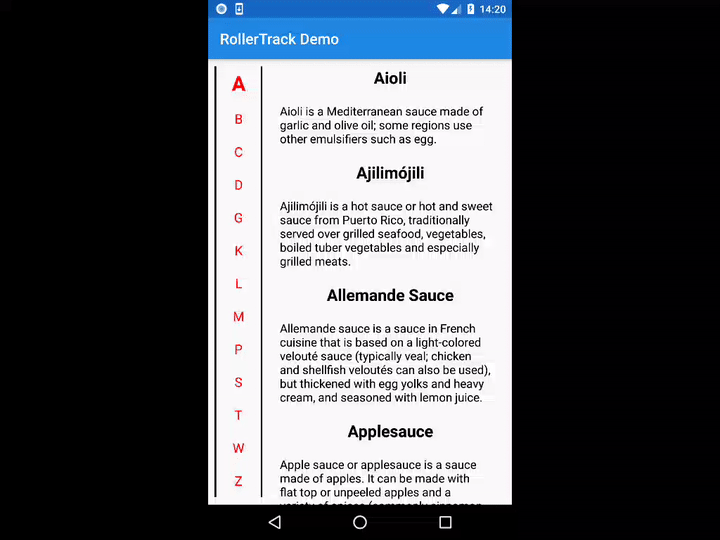 14:20
RollerTrack Demo
A
B
C
D
G
K
L
M
P
S
T
W
Z
Aioli
Aioli is a Mediterranean sauce made of
garlic and olive oil; some regions use
other emulsifiers such as egg.
Ajilimójili
Ajilimójili is a hot sauce or hot and sweet
sauce from Puerto Rico, traditionally
served over grilled seafood, vegetables,
boiled tuber vegetables and especially
grilled meats.
Allemande Sauce
Allemande sauce is a sauce in French
cuisine that is based on a light-colored
velouté sauce (typically veal; chicken
and shellfish veloutés can also be used),
but thickened with egg yolks and heavy
cream, and seasoned with lemon juice.
Applesauce
Apple sauce or applesauce is a sauce
made of apples. It can be made with
flat top or unpeeled apples and a
variety of spices (commonly cinnamon